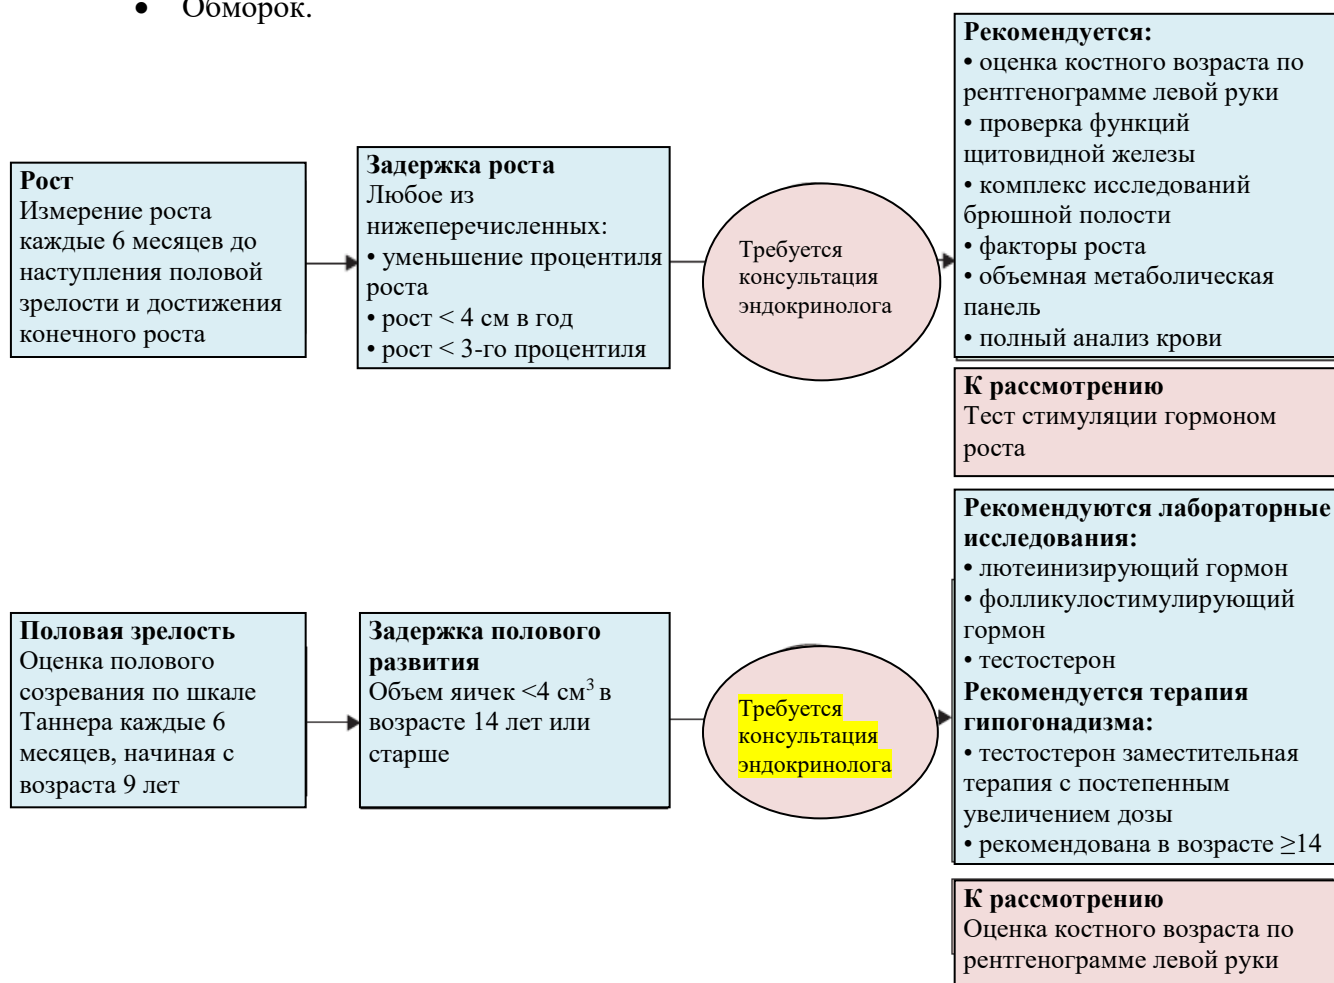 • Обморок.
Рост
Измерение роста
каждые 6 месяцев до
наступления половой
зрелости и достижения
конечного роста
Задержка роста
Любое из
нижеперечисленных:
• уменьшение процентиля
роста
• рост < 4 см в год
• рост < 3-го процентиля
Требуется
консультация
эндокринолога
Рекомендуется:
• оценка костного возраста по
рентгенограмме левой руки
• проверка функций
щитовидной железы
• комплекс исследований
брюшной полости
• факторы роста
• объемная метаболическая
панель
• полный анализ крови
К рассмотрению
Тест стимуляции гормоном
роста
Половая зрелость
Оценка полового
созревания по шкале
Таннера каждые 6
месяцев, начиная с
возраста 9 лет
Задержка полового
развития
Объем яичек <4 см³ в
возрасте 14 лет или
старше
Требуется
консультация
эндокринолога
Рекомендуются лабораторные
исследования:
• лютеинизирующий гормон
• фолликулостимулирующий
гормон
• тестостерон
Рекомендуется терапия
гипогонадизма:
• тестостерон заместительная
терапия с постепенным
увеличением дозы
• рекомендована в возрасте ≥14
К рассмотрению
Оценка костного возраста по
рентгенограмме левой руки